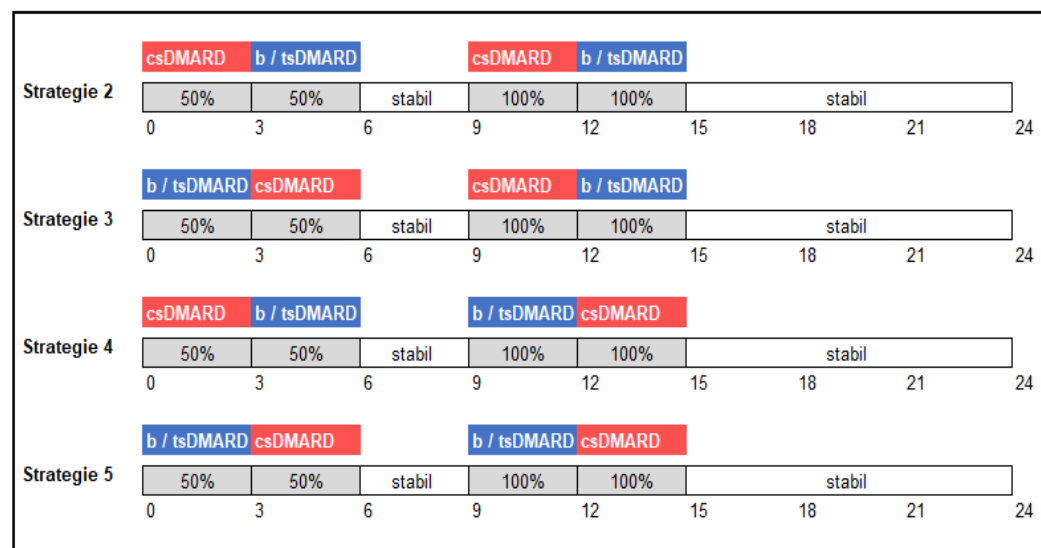 csDMARD b / tsDMARD csDMARD b / tsDMARD
Strategie 2 50% 50% stabil 100% 100% stabil
0 3 6 9 12 15 18 21 24
b / tsDMARD csDMARD csDMARD b / tsDMARD
Strategie 3 50% 50% stabil 100% 100% stabil
0 3 6 9 12 15 18 21 24
csDMARD b / tsDMARD b / tsDMARD csDMARD
Strategie 4 50% 50% stabil 100% 100% stabil
0 3 6 9 12 15 18 21 24
b / tsDMARD csDMARD b / tsDMARD csDMARD
Strategie 5 50% 50% stabil 100% 100% stabil
0 3 6 9 12 15 18 21 24